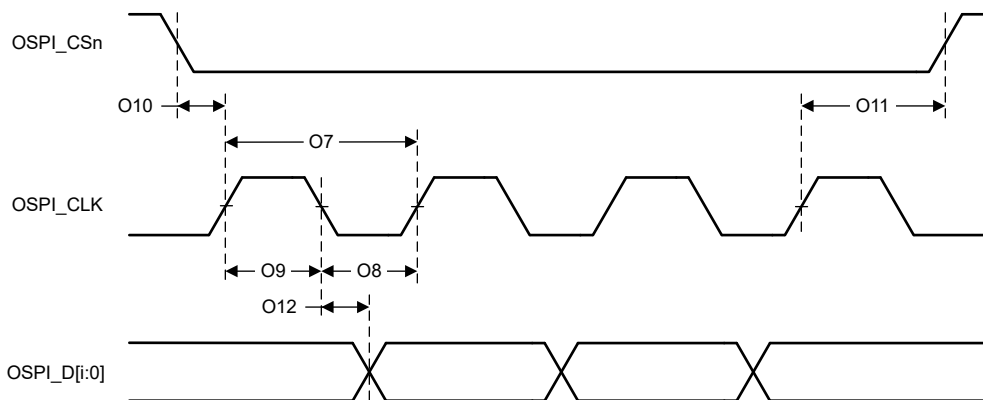 OSPI_CSn
O10
O11
O7
OSPI_CLK
O9
O8
O12
OSPI_D[i:0]